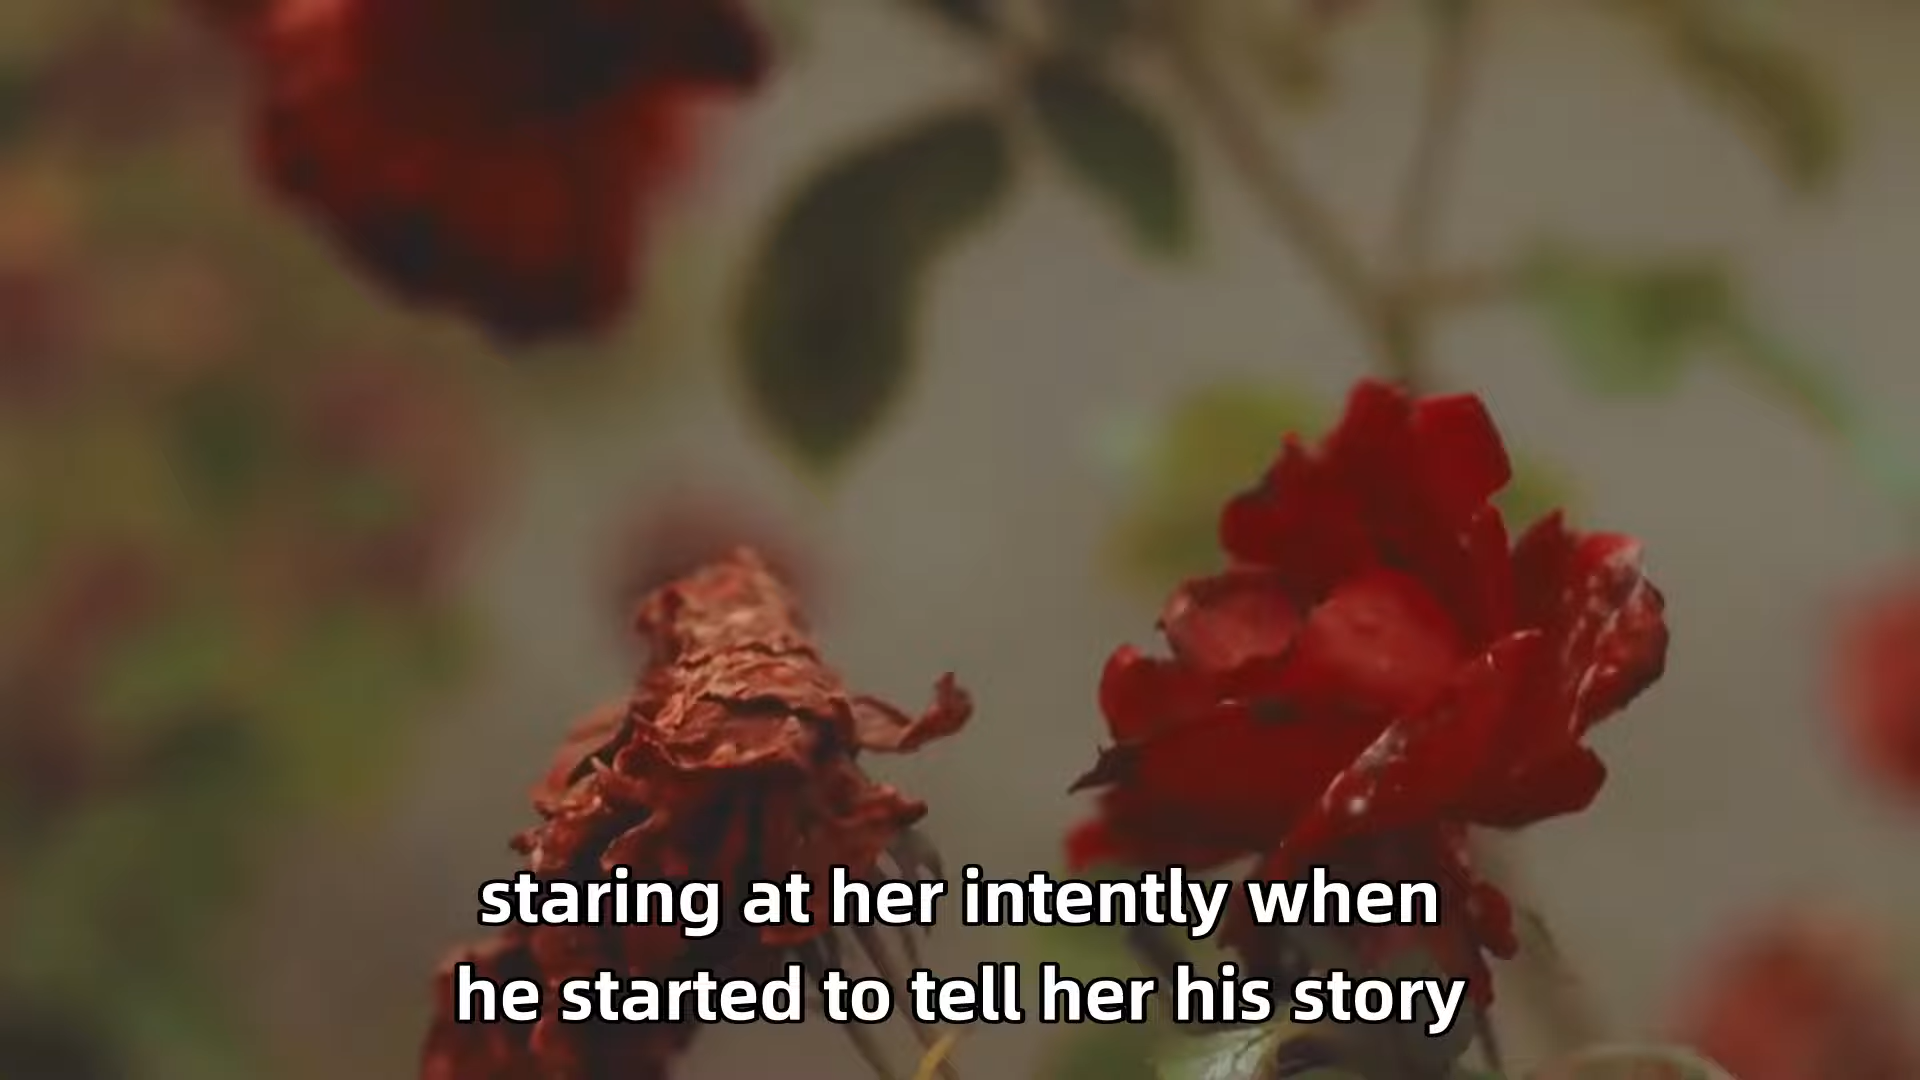 staring at her intently when
he started to tell her his story